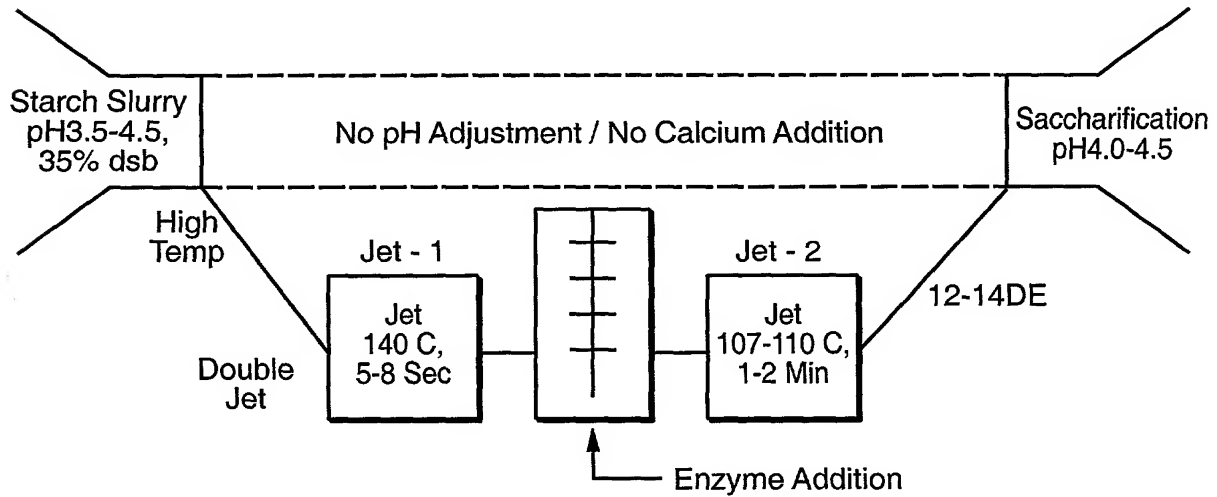 Starch Slurry
pH3.5-4.5,
35% dsb
No pH Adjustment / No Calcium Addition
Saccharification
pH4.0-4.5
High
Temp
Jet - 1
Jet - 2
12-14DE
Jet
140 C,
5-8 Sec
Jet
107-110 C,
1-2 Min
Double
Jet
Enzyme Addition